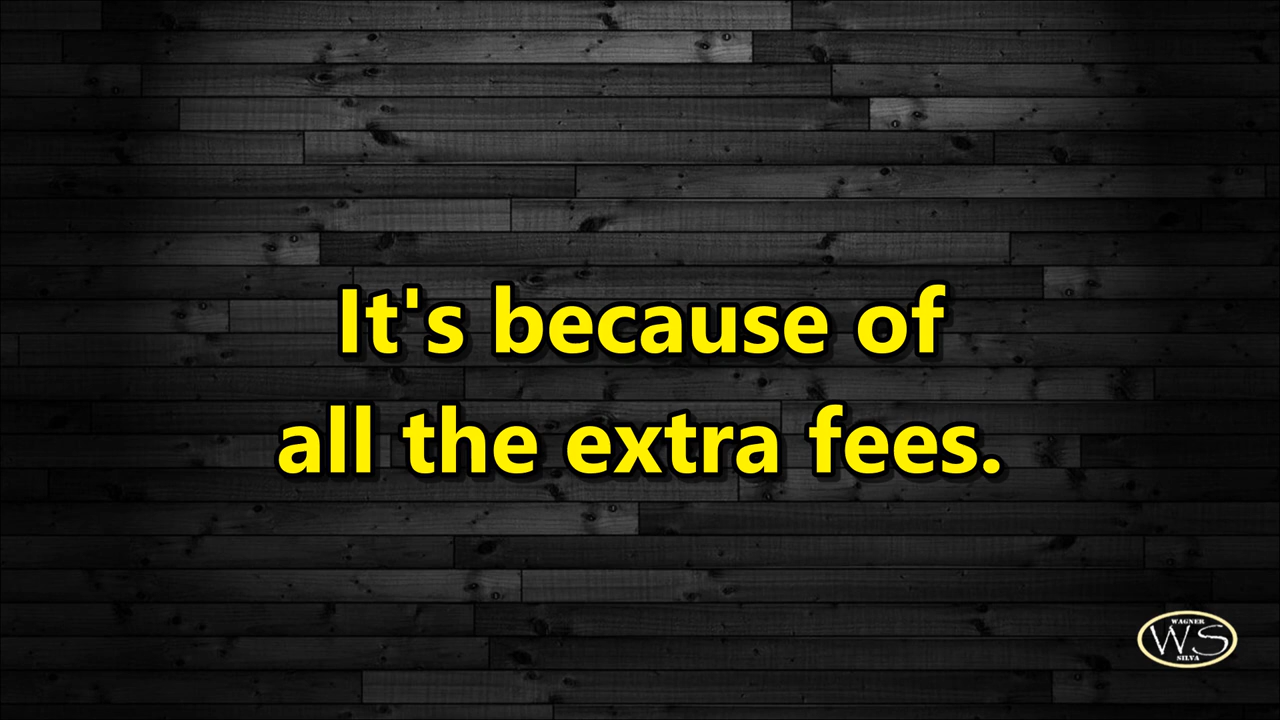 It's because of
all the extra fees.
WAGNER
WS
SILVA